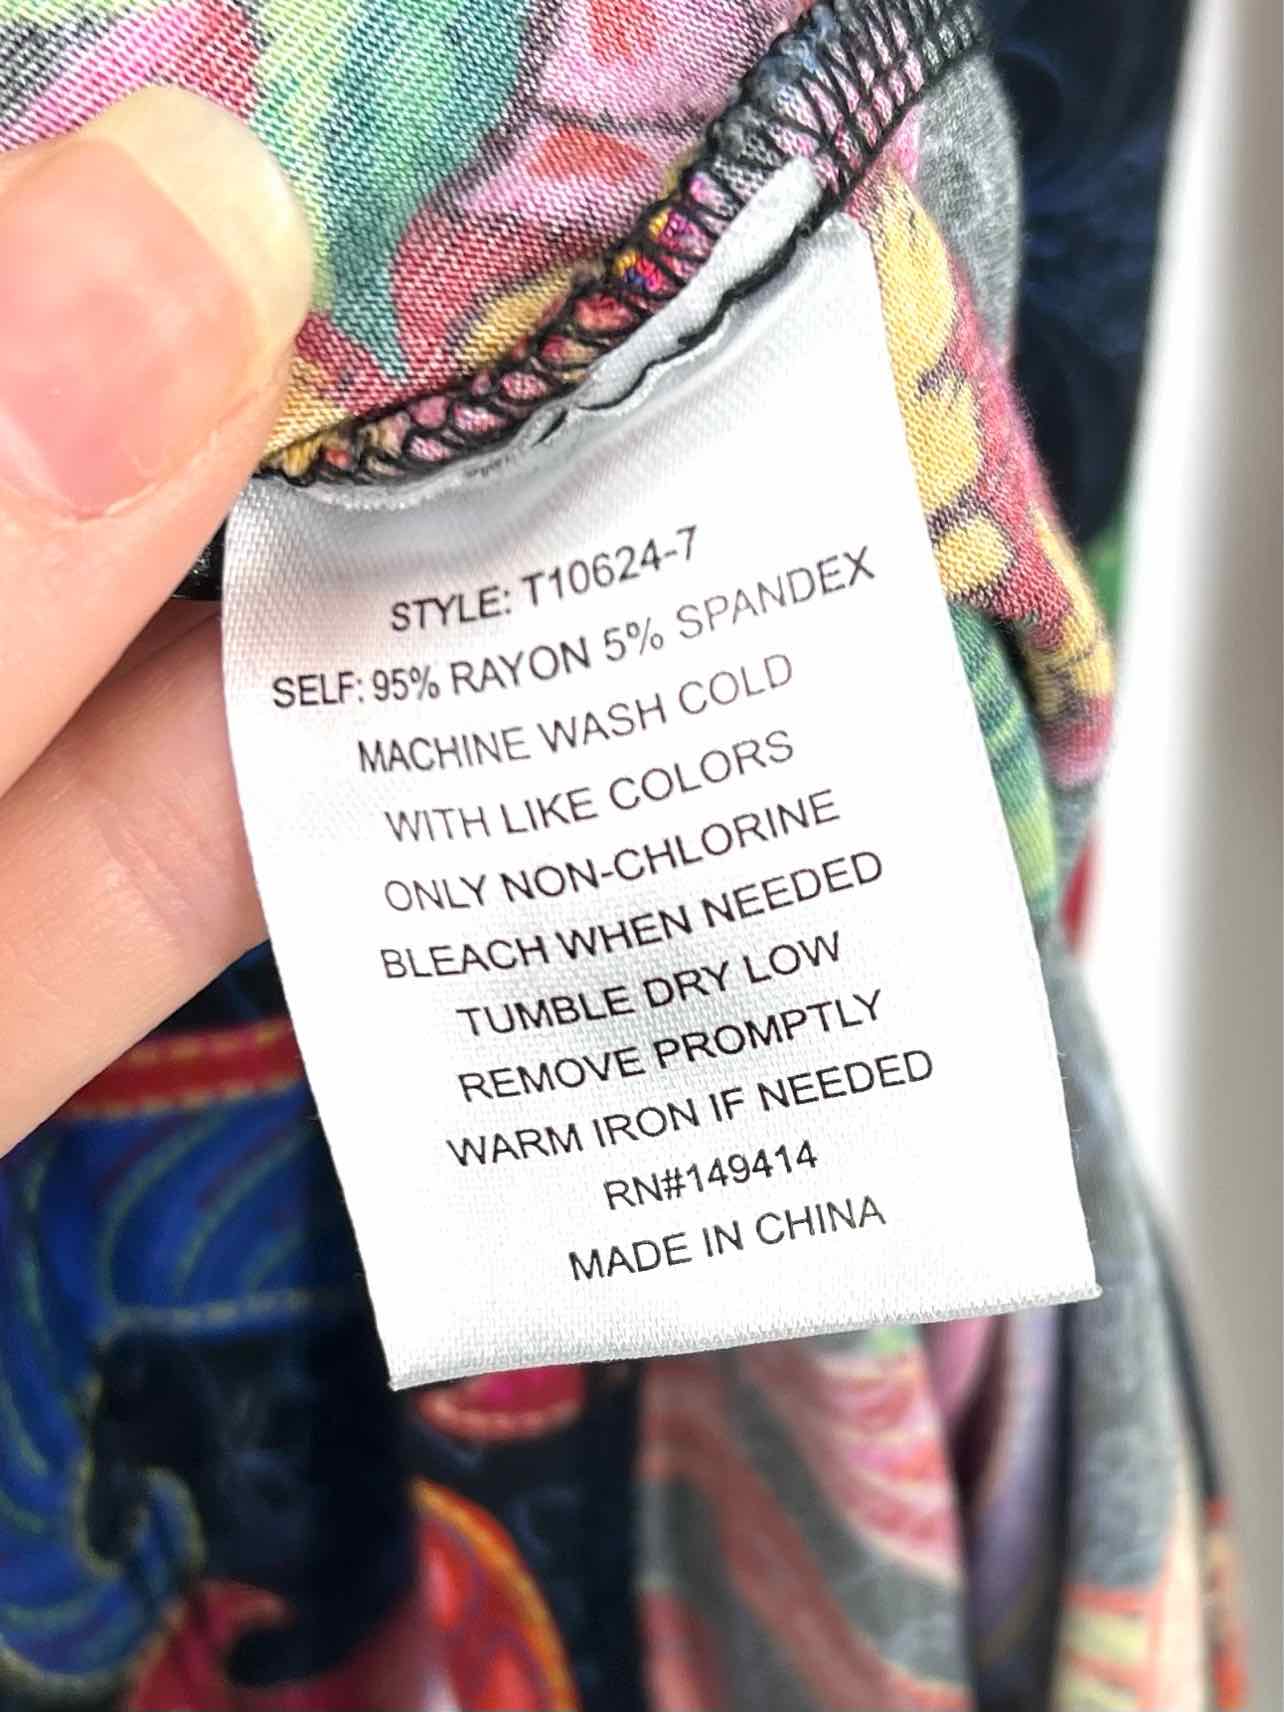 STYLE: T10624-7
SELF: 95% RAYON 5% SPANDEX
MACHINE WASH COLD
WITH LIKE COLORS
ONLY NON-CHLORINE
BLEACH WHEN NEEDED
TUMBLE DRY LOW
REMOVE PROMPTLY
WARM IRON IF NEEDED
RN#149414
MADE IN CHINA